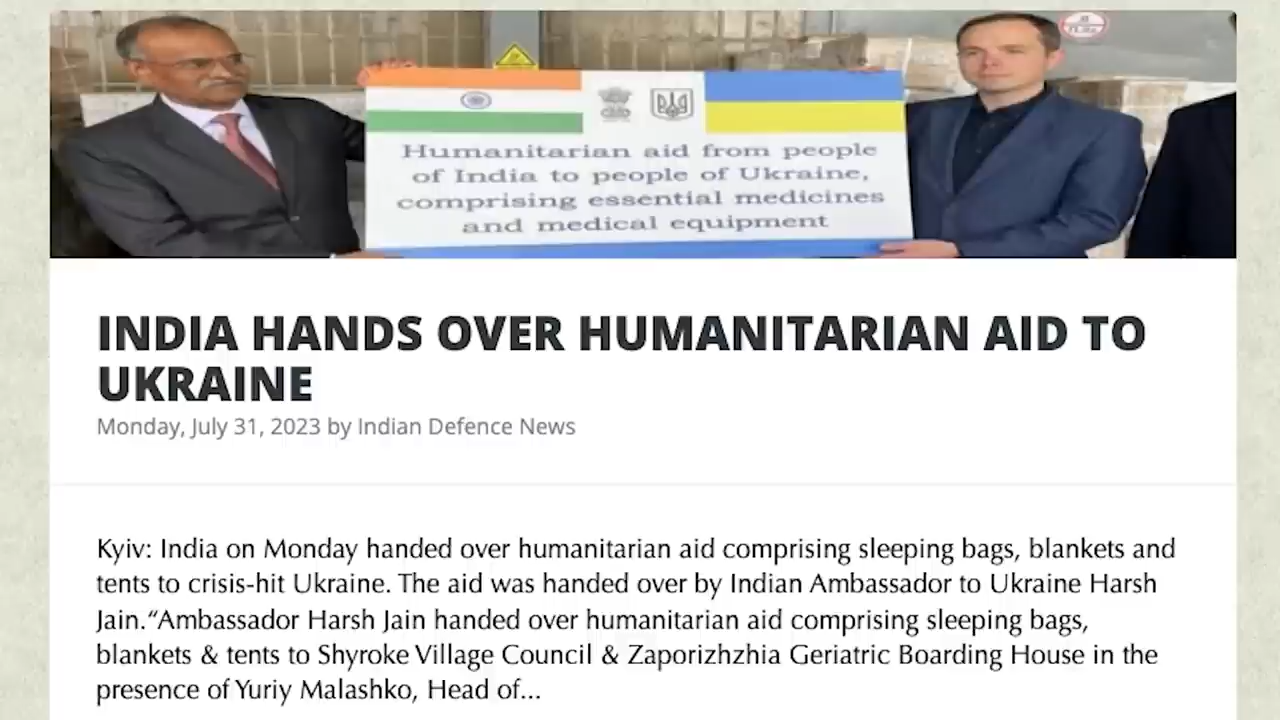 Humanitarian aid from people
of India to people of Ukraine,
comprising essential medicines
and medical equipment
INDIA HANDS OVER HUMANITARIAN AID TO
UKRAINE
Monday, July 31, 2023 by Indian Defence News
Kyiv: India on Monday handed over humanitarian aid comprising sleeping bags, blankets and
tents to crisis-hit Ukraine. The aid was handed over by Indian Ambassador to Ukraine Harsh
Jain.“Ambassador Harsh Jain handed over humanitarian aid comprising sleeping bags,
blankets & tents to Shyroke Village Council & Zaporizhzhia Geriatric Boarding House in the
presence of Yuriy Malashko, Head of...